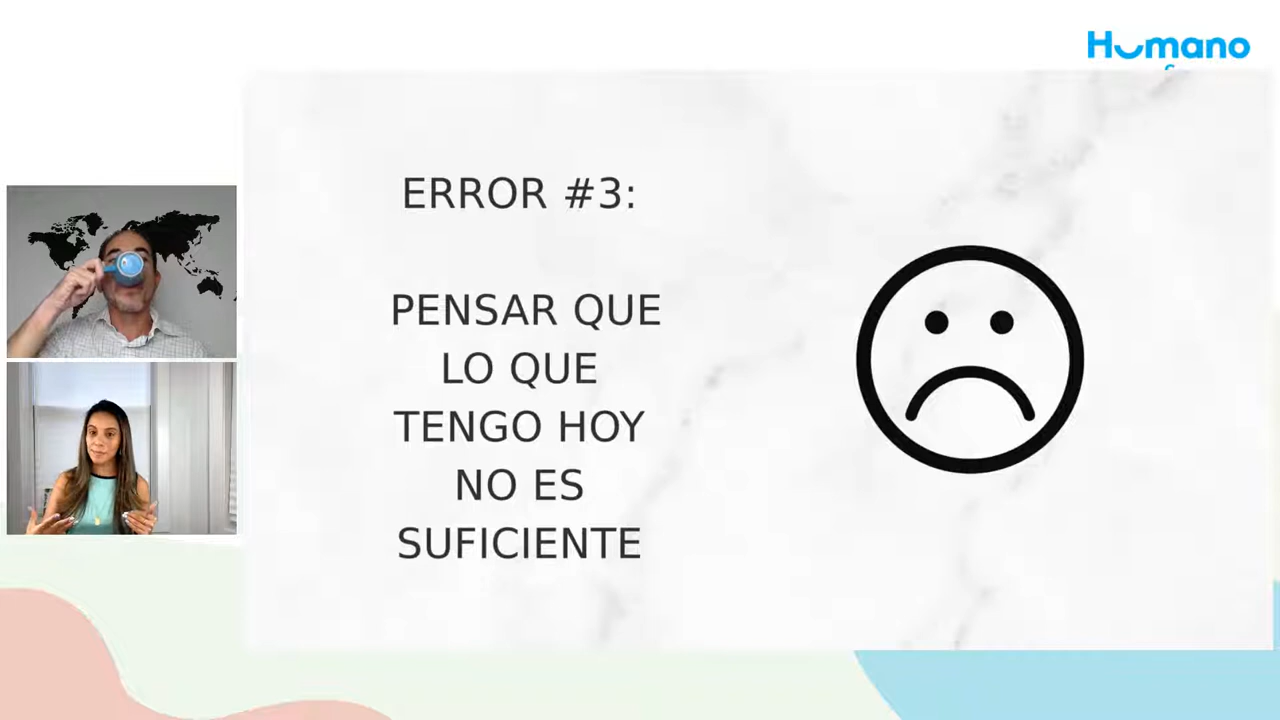 Humano
ERROR #3:
PENSAR QUE
LO QUE
TENGO HOY
NO ES
SUFICIENTE